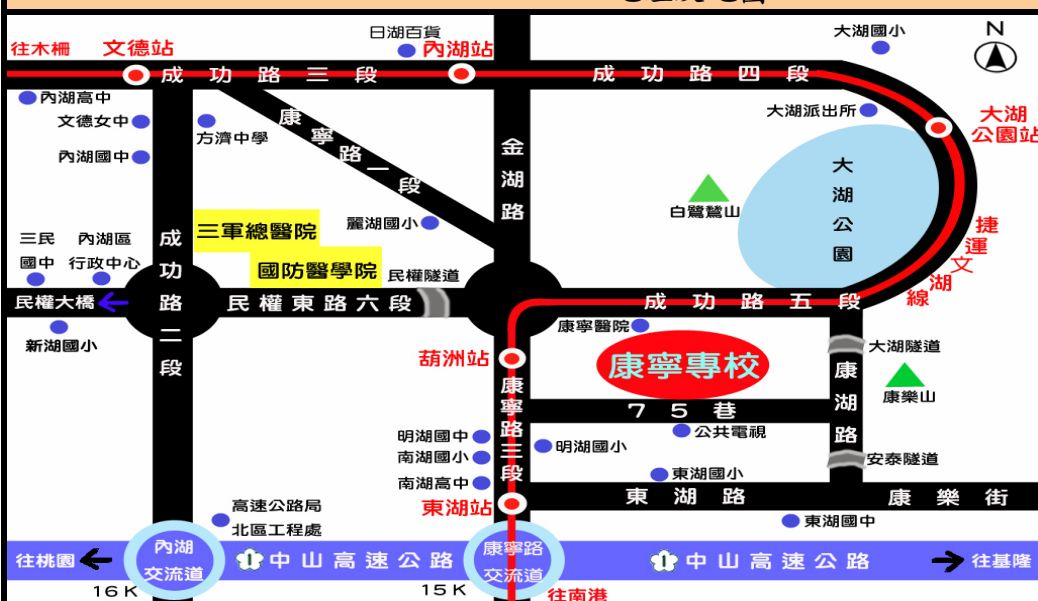 日湖百貨
大湖國小
N
往木柵
文德站
內湖站
成功路三段
成功路四段
內湖高中
文德女中
方濟中學
內湖國中
康寧路一段
金湖路
大湖派出所
大湖
公園站
大湖公園
白鷺鷥山
麗湖國小
三軍總醫院
國防醫學院
三民
國中
內湖區
行政中心
成功路二段
民權隧道
捷運文湖線
民權大橋
民權東路六段
成功路五段
新湖國小
康寧醫院
葫洲站
康寧專校
大湖隧道
康樂山
康湖路
75巷
康寧路三段
公共電視
明湖國中
明湖國小
南湖國小
安泰隧道
南湖高中
東湖國小
東湖站
東湖路
康樂街
高速公路局
北區工程處
東湖國中
往桃園
內湖
交流道
1
中山高速公路
康寧路
交流道
1
中山高速公路
往基隆
16K
15K
往南港